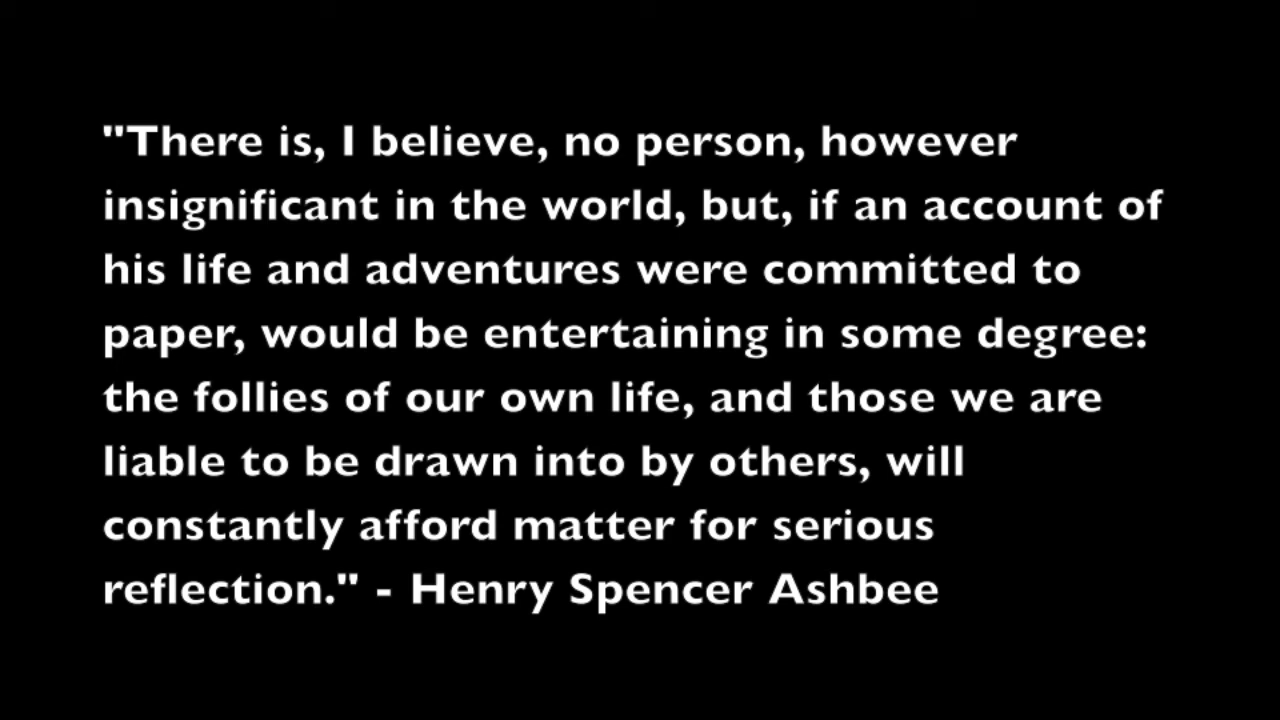 "There is, I believe, no person, however
insignificant in the world, but, if an account of
his life and adventures were committed to
paper, would be entertaining in some degree:
the follies of our own life, and those we are
liable to be drawn into by others, will
constantly afford matter for serious
reflection." - Henry Spencer Ashbee